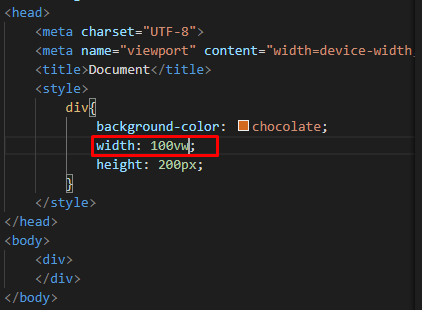 <head>
<meta charset="UTF-8">
<meta name="viewport" content="width=device-width,
<title>Document</title>
<style>
div{
background-color: chocolate;
width: 100vw;
height: 200px;
}
</style>
</head>
<body>
<div>
</div>
</body>